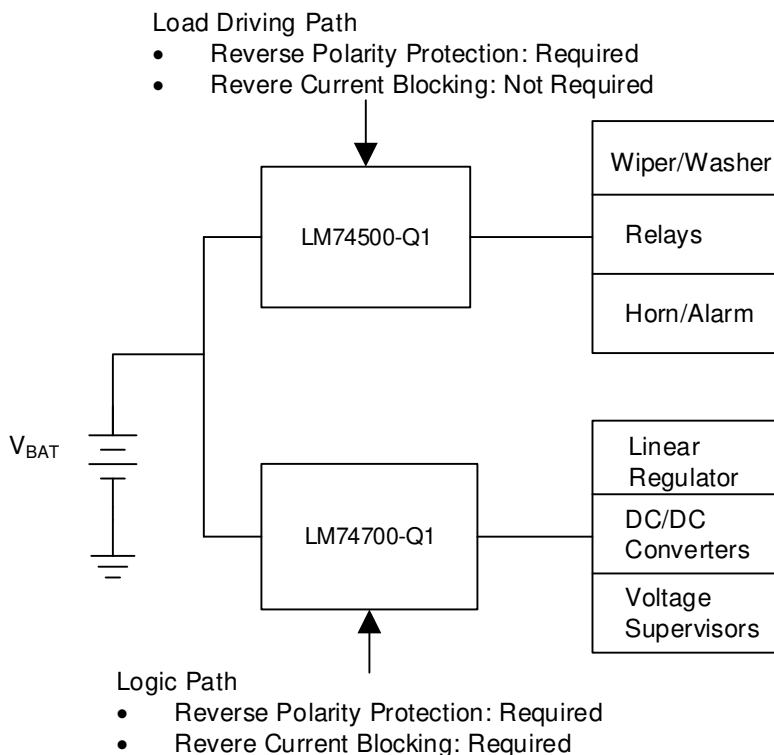 Load Driving Path
• Reverse Polarity Protection: Required
• Revere Current Blocking: Not Required
Wiper/Washer
LM74500-Q1
Relays
Horn/Alarm
VBAT
Linear
Regulator
LM74700-Q1
DC/DC
Converters
Voltage
Supervisors
Logic Path
• Reverse Polarity Protection: Required
• Revere Current Blocking: Required